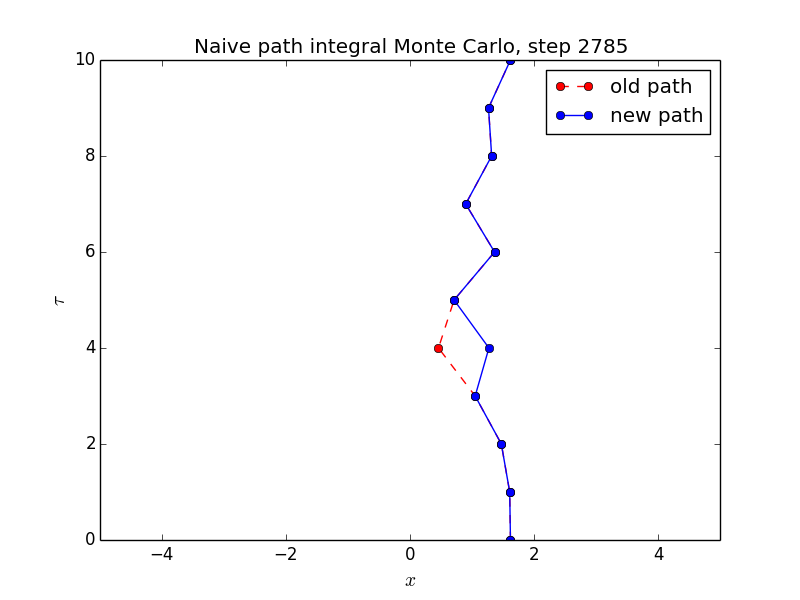 Naive path integral Monte Carlo, step 2785
old path
new path
10
8
6
4
2
0
τ
−4 −2 0 2 4
x